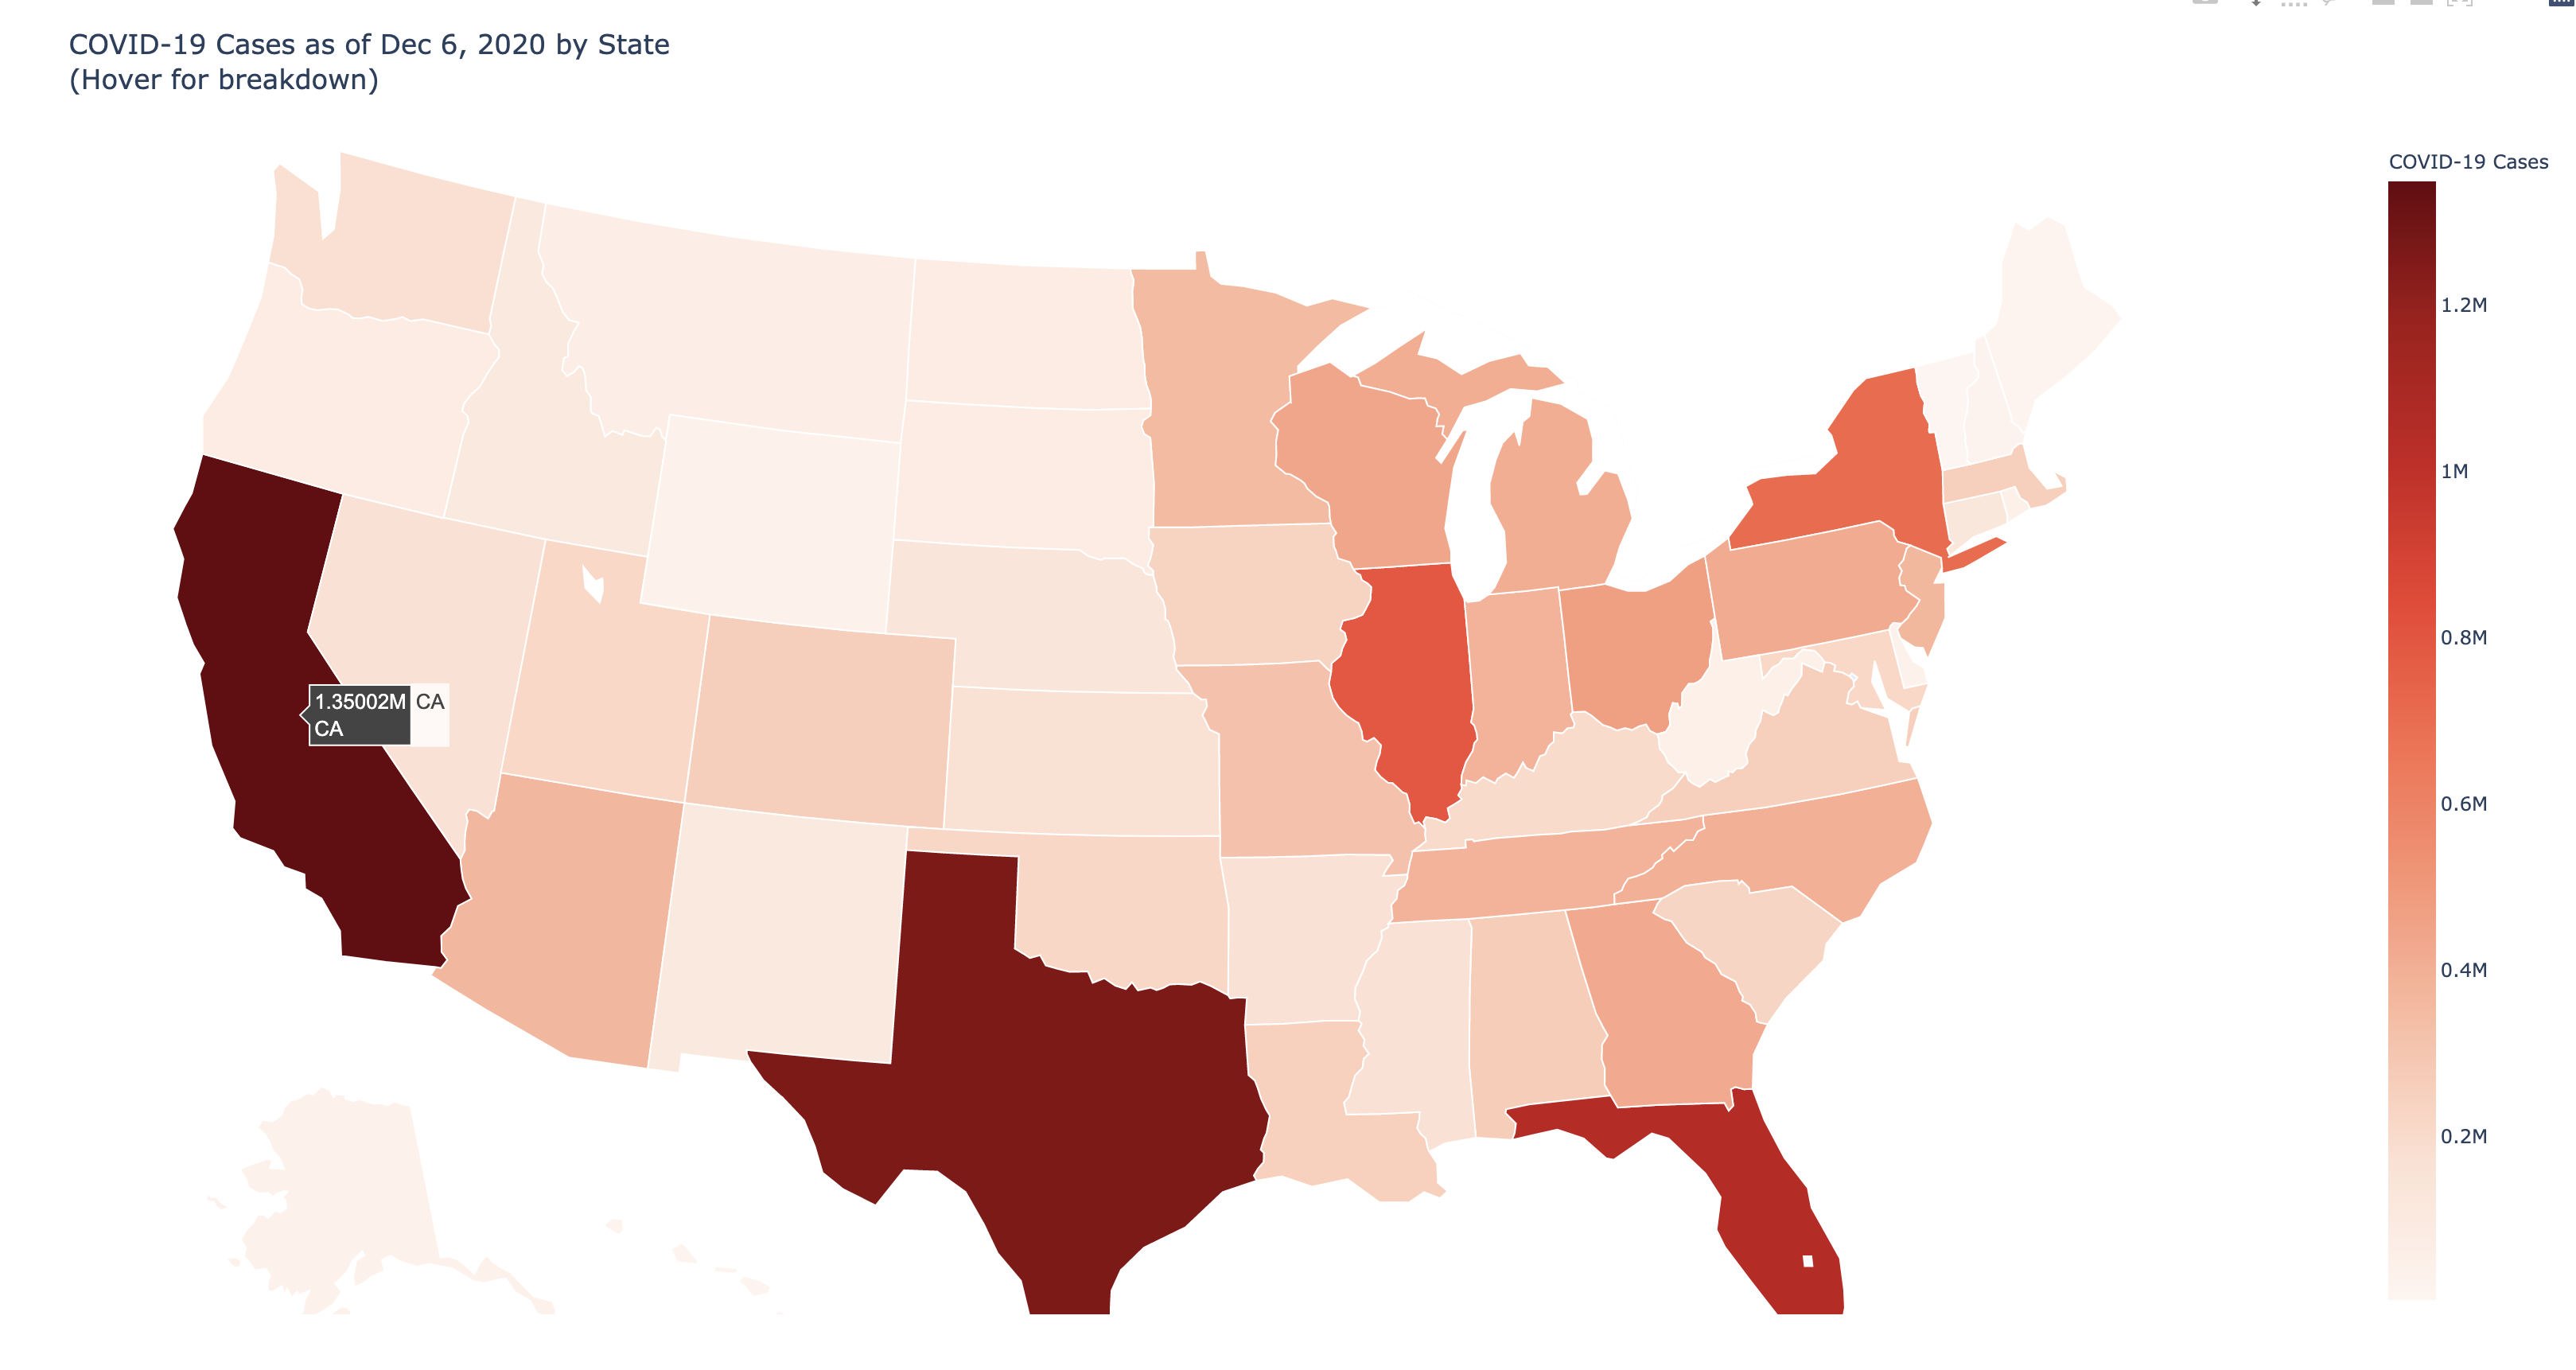 COVID-19 Cases as of Dec 6, 2020 by State
(Hover for breakdown)
COVID-19 Cases
1.2M
1M
0.8M
0.6M
0.4M
0.2M
1.35002M CA
CA